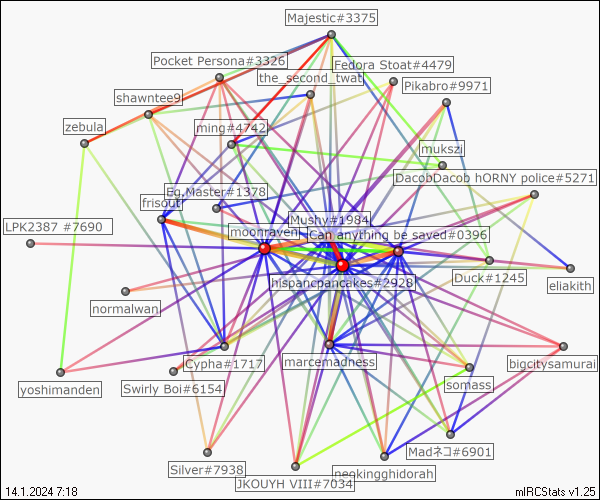 Majestic#3375
Pocket Persona#3326
Fedora Stoat#4479
the_second_twat
Pikabro#9971
shawntee9
zebula
ming#4742
mukszi
DacobDacob hORNY police#5271
Eg.Master#1378
frisout
Mushy#1984
LPK2387 #7690
moonraven
Can anything be saved#0396
Duck#1245
eliakith
hispancpancakes#2928
normalwan
Cypha#1717
marcemadness
bigcitysamurai
yoshimanden
Swirly Boi#6154
somass
Madネコ#6901
Silver#7938
JKOUYH VIII#7034
neokingghidorah
14.1.2024 7:18
mIRCStats v1.25